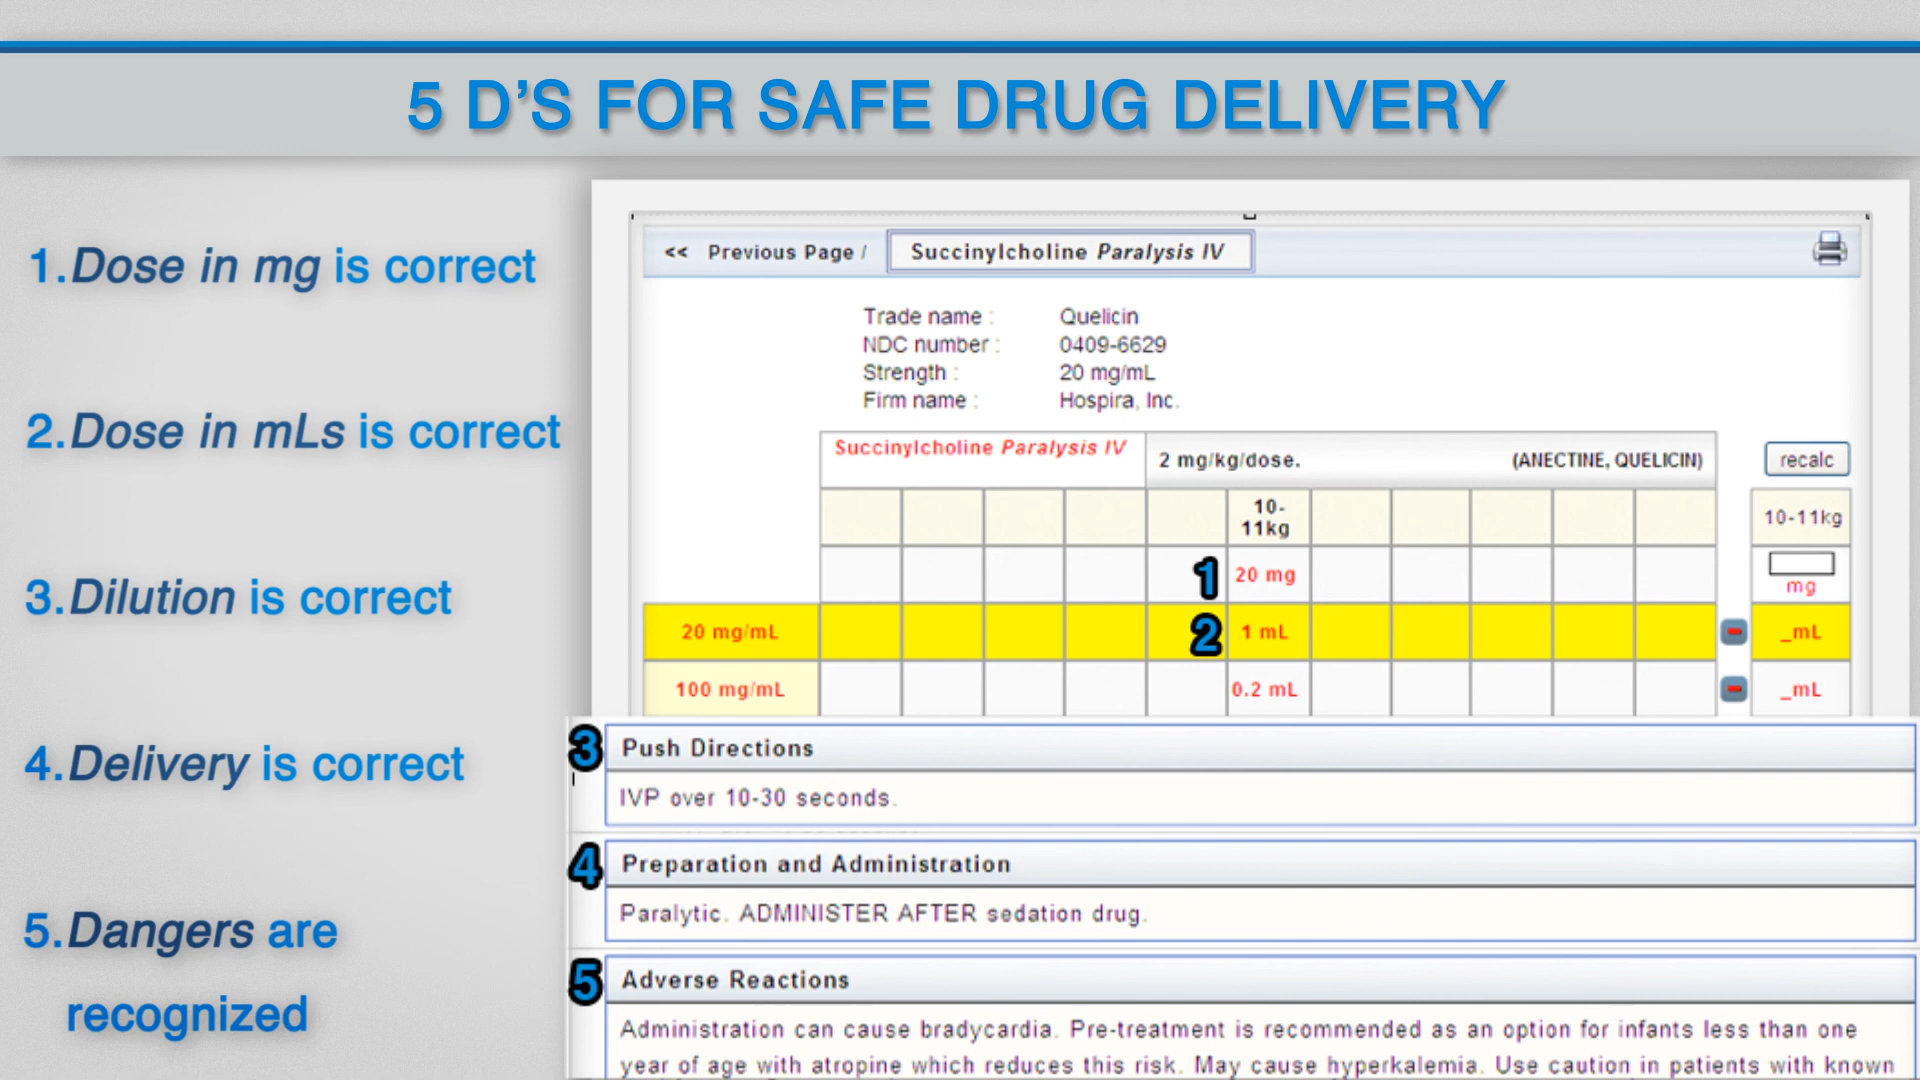 5 D’S FOR SAFE DRUG DELIVERY
1.Dose in mg is correct
2.Dose in mLs is correct
3.Dilution is correct
4.Delivery is correct
5.Dangers are
recognized
<< Previous Page / Succinylcholine Paralysis IV
Trade name : Quelicin
NDC number : 0409-6629
Strength : 20 mg/mL
Firm name : Hospira, Inc.
Succinylcholine Paralysis IV 2 mg/kg/dose. (ANECTINE, QUELICIN) recalc
10-
11kg
10-11kg
1 20 mg
mg
20 mg/mL 2 1 mL _mL
100 mg/mL 0.2 mL _mL
3 Push Directions
IVP over 10-30 seconds.
4 Preparation and Administration
Paralytic. ADMINISTER AFTER sedation drug.
5 Adverse Reactions
Administration can cause bradycardia. Pre-treatment is recommended as an option for infants less than one
year of age with atropine which reduces this risk. May cause hyperkalemia. Use caution in patients with known